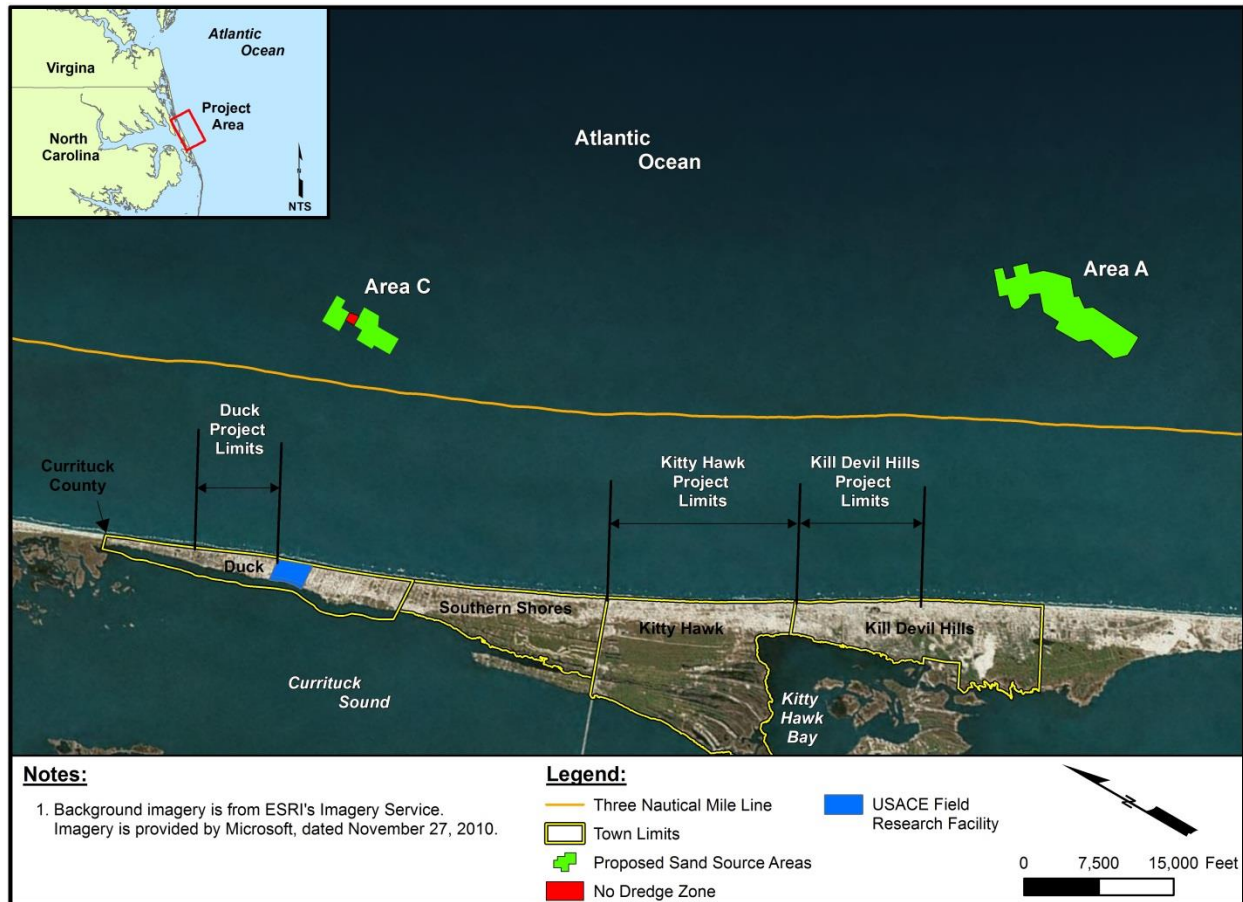 Atlantic
Ocean
Virginia
Project
Area
North
Carolina
N
NTS
Atlantic
Ocean
Area A
Area C
Duck
Project
Limits
Kitty Hawk
Project
Limits
Kill Devil Hills
Project
Limits
Currituck
County
Duck
Southern Shores
Kitty Hawk
Kill Devil Hills
Currituck
Sound
Kitty
Hawk
Bay
Notes:
1. Background imagery is from ESRI's Imagery Service.
Imagery is provided by Microsoft, dated November 27, 2010.
Legend:
Three Nautical Mile Line
Town Limits
Proposed Sand Source Areas
No Dredge Zone
USACE Field
Research Facility
N
0 7,500 15,000 Feet